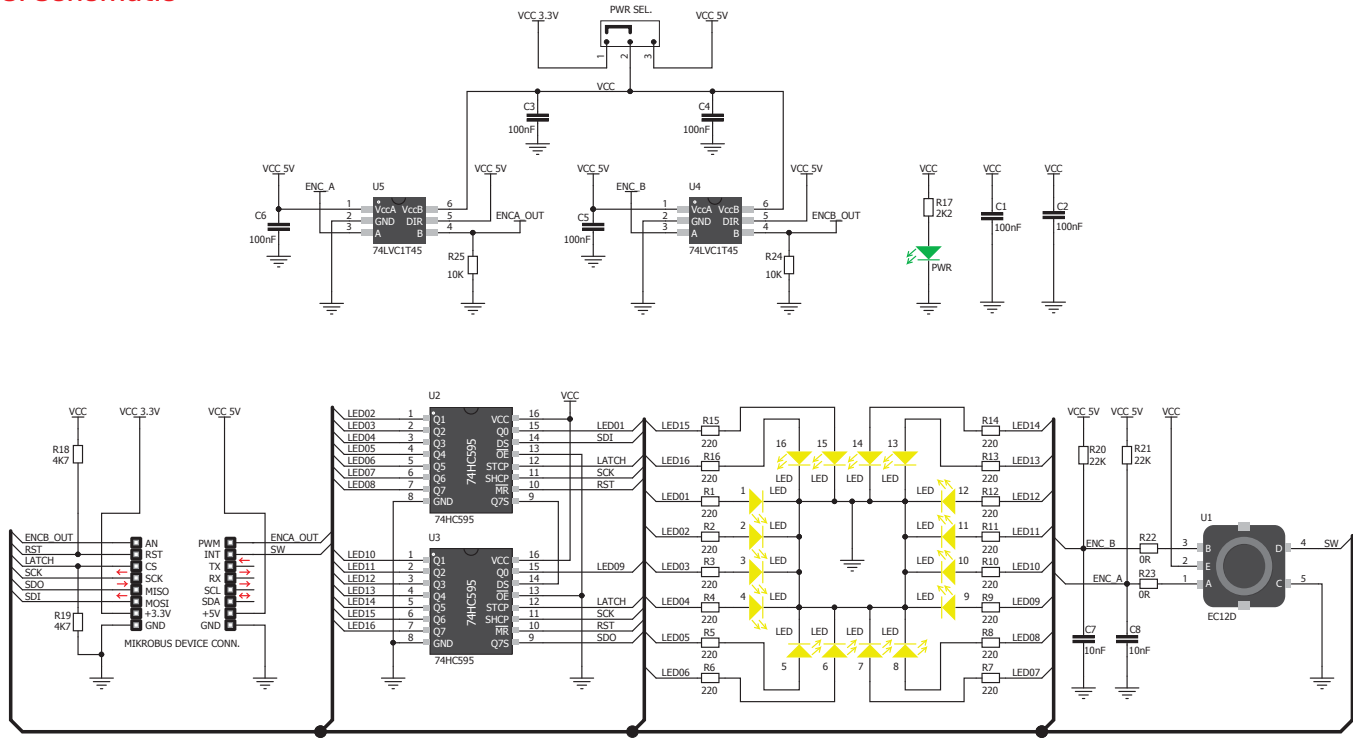 VCC 3.3V
PWR SEL.
VCC 5V
1
2
3
VCC
C3
100nF
C4
100nF
VCC 5V
ENC_A
U5
VCC 5V
1 VccA VccB 6
2 GND DIR 5
3 A B 4
ENCA_OUT
C6
100nF
74LVC1T45
R25
10K
VCC 5V
ENC_B
U4
VCC 5V
1 VccA VccB 6
2 GND DIR 5
3 A B 4
ENCB_OUT
C5
100nF
74LVC1T45
R24
10K
VCC
R17
2K2
PWR
VCC
C1
100nF
VCC
C2
100nF
VCC
VCC 3.3V
VCC 5V
R18
4K7
ENCB_OUT
RST
LATCH
SCK
SDO
SDI
AN
RST
CS
SCK
MISO
MOSI
+3.3V
GND
PWM
INT
TX
RX
SCL
SDA
+5V
GND
ENCA_OUT
SW
R19
4K7
MIKROBUS DEVICE CONN.
U2
VCC
LED02 1 Q1 VCC 16
LED03 2 Q2 Q0 15 LED01
LED04 3 Q3 DS 14 SDI
LED05 4 Q4 OE 13
LED06 5 Q5 STCP 12 LATCH
LED07 6 Q6 SHCP 11 SCK
LED08 7 Q7 MR 10 RST
8 GND Q7S 9
74HC595
74HC595
U3
LED10 1 Q1 VCC 16
LED11 2 Q2 Q0 15 LED09
LED12 3 Q3 DS 14
LED13 4 Q4 OE 13
LED14 5 Q5 STCP 12 LATCH
LED15 6 Q6 SHCP 11 SCK
LED16 7 Q7 MR 10 RST
8 GND Q7S 9 SDO
74HC595
74HC595
LED15 R15 220
LED16 R16 220
LED01 R1 220
LED02 R2 220
LED03 R3 220
LED04 R4 220
LED05 R5 220
LED06 R6 220
16 15 14 13
LED LED LED LED
1 LED
2 LED
3 LED
4 LED
LED 12
LED 11
LED 10
LED 9
LED LED LED LED
5 6 7 8
R14 220 LED14
R13 220 LED13
R12 220 LED12
R11 220 LED11
R10 220 LED10
R9 220 LED09
R8 220 LED08
R7 220 LED07
VCC 5V
VCC 5V
VCC
R20
22K
R21
22K
ENC_B
R22
0R
ENC_A
R23
0R
U1
3 B D 4 SW
2 E
1 A C 5
EC12D
C7
10nF
C8
10nF